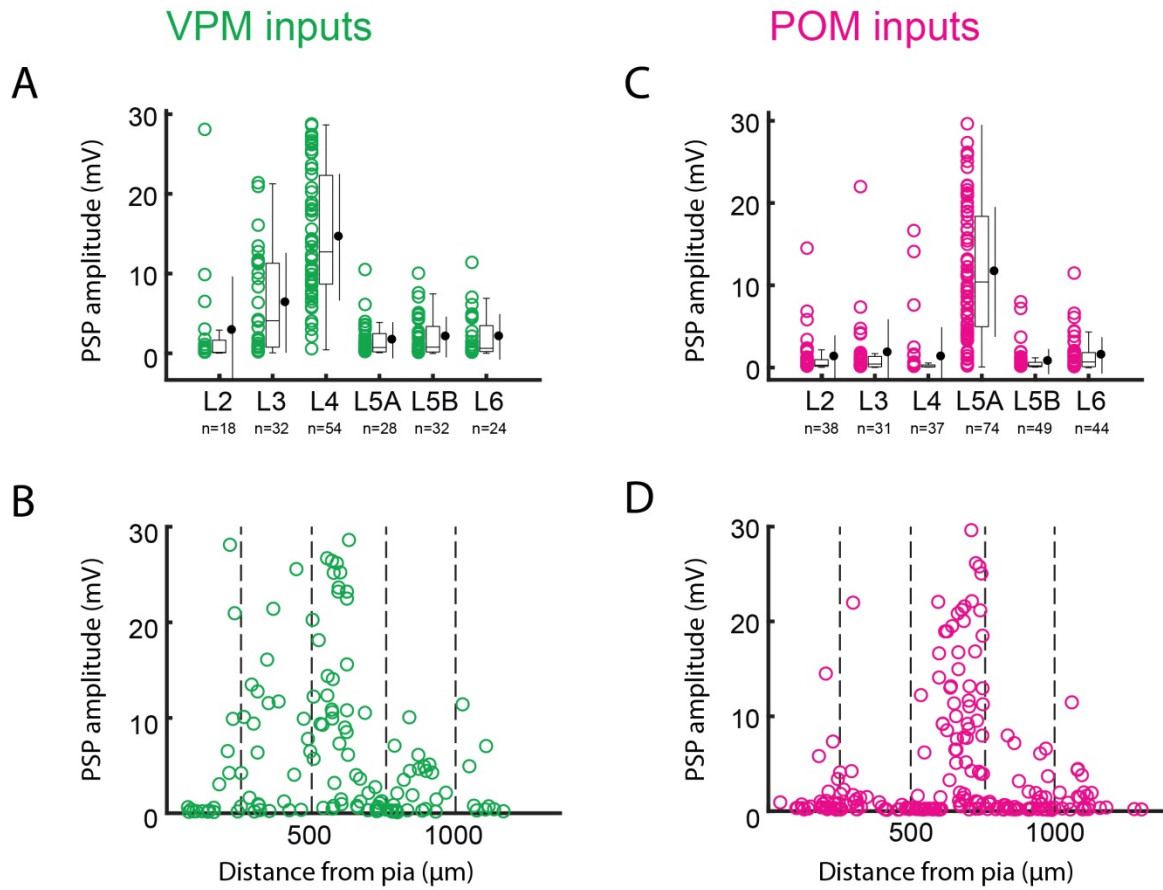 VPM inputs
POM inputs
A
PSP amplitude (mV)
30
20
10
0
L2 L3 L4 L5A L5B L6
n=18 n=32 n=54 n=28 n=32 n=24
C
PSP amplitude (mV)
30
20
10
0
L2 L3 L4 L5A L5B L6
n=38 n=31 n=37 n=74 n=49 n=44
B
PSP amplitude (mV)
30
20
10
0
500 1000
Distance from pia (μm)
D
PSP amplitude (mV)
30
20
10
0
500 1000
Distance from pia (μm)